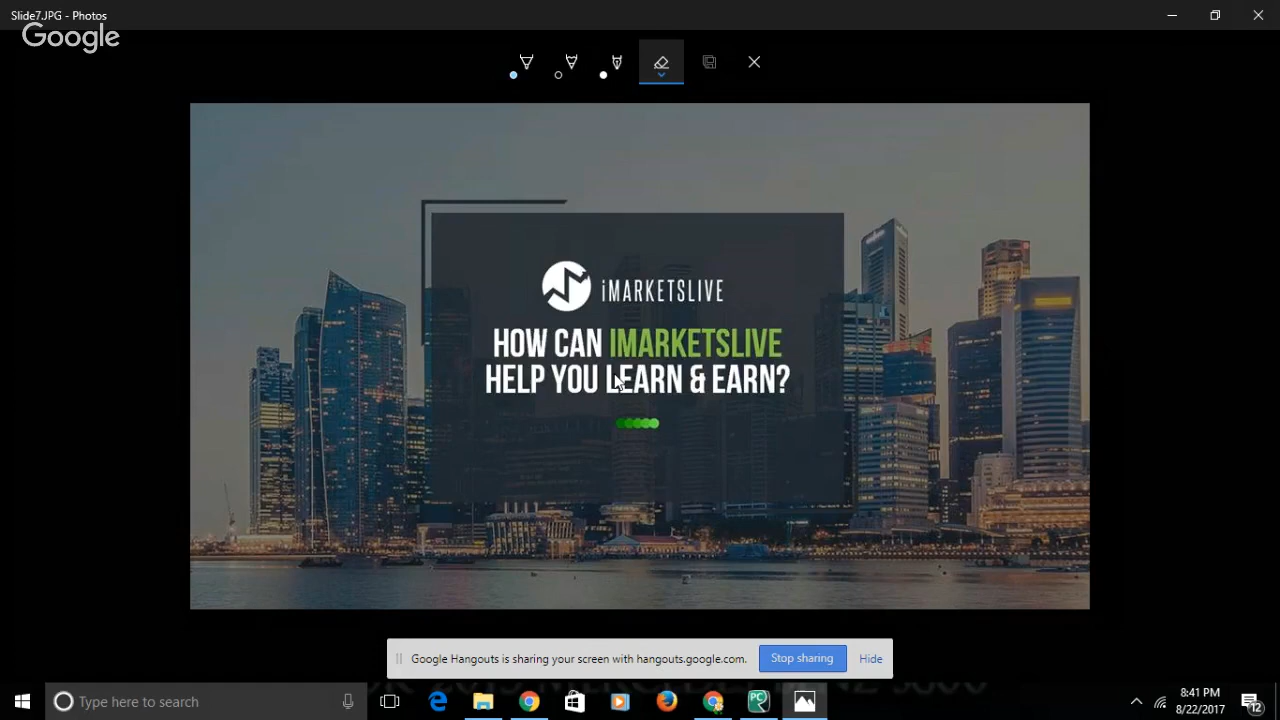 Slide7.JPG - Photos
Google
iMARKETSLIVE
HOW CAN IMARKETSLIVE
HELP YOU LEARN & EARN?
Google Hangouts is sharing your screen with hangouts.google.com.
Stop sharing
Hide
Type here to search
PC
8:41 PM
8/22/2017
12